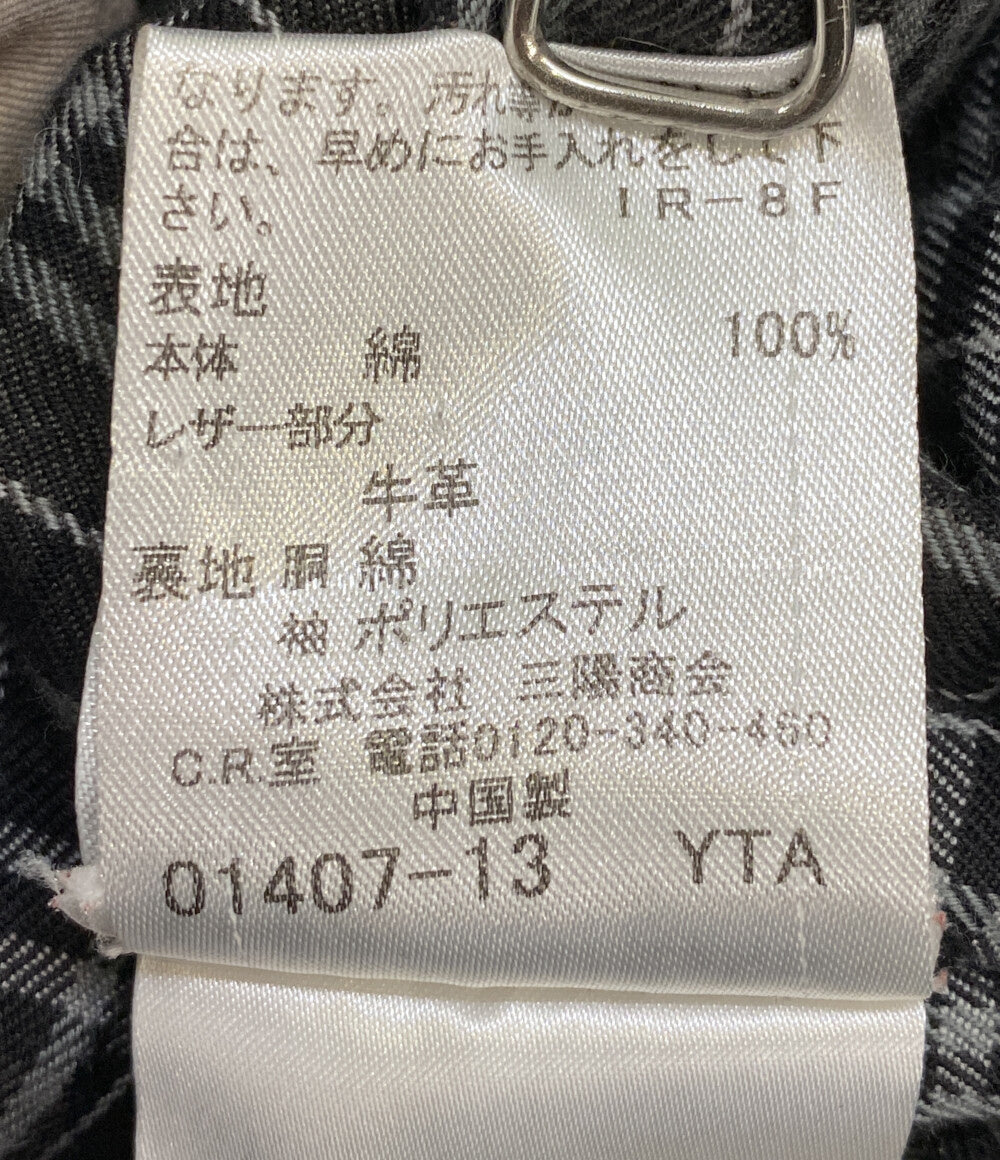 なります。汚れ等
合は、早めにお手入れをして下
さい。 IR-8F
表地
本体 綿 100%
レザー部分
牛革
裏地 胴 綿
袖 ポリエステル
株式会社 三陽商会
C.R.室 電話0120-340-460
中国製
01407-13 YTA